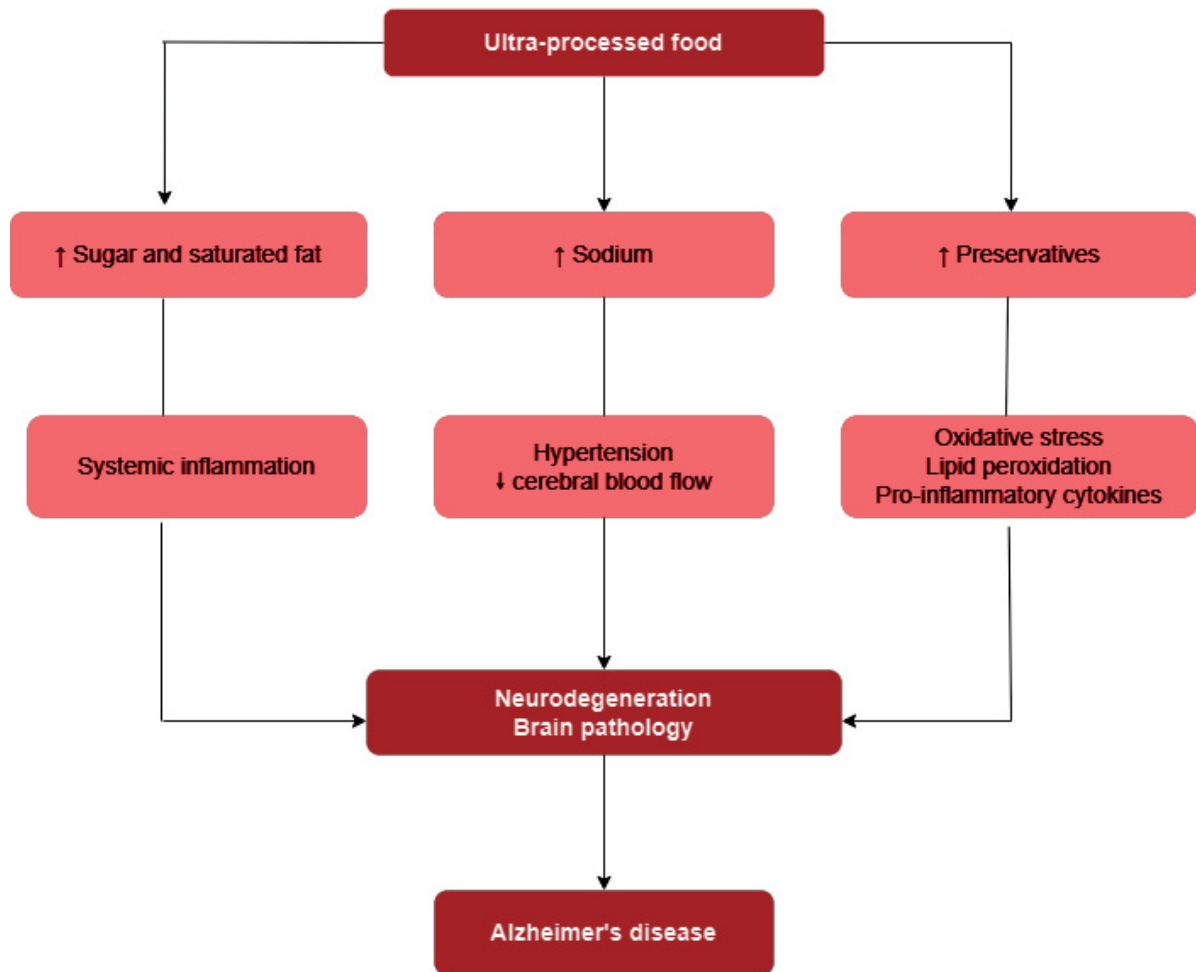 Ultra-processed food
↑ Sugar and saturated fat
↑ Sodium
↑ Preservatives
Systemic inflammation
Hypertension
↓ cerebral blood flow
Oxidative stress
Lipid peroxidation
Pro-inflammatory cytokines
Neurodegeneration
Brain pathology
Alzheimer's disease